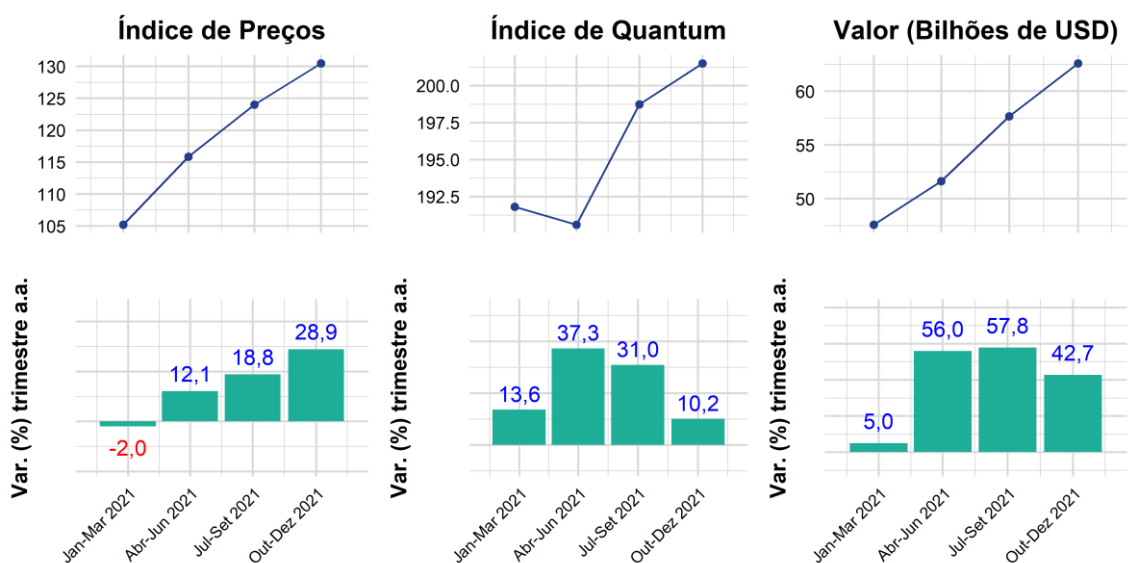 Índice de Preços
130
125
120
115
110
105
Índice de Quantum
200.0
197.5
195.0
192.5
Valor (Bilhões de USD)
60
55
50
Var. (%) trimestre a.a.
-2,0
12,1
18,8
28,9
Jan-Mar 2021
Abr-Jun 2021
Jul-Set 2021
Out-Dez 2021
Var. (%) trimestre a.a.
13,6
37,3
31,0
10,2
Jan-Mar 2021
Abr-Jun 2021
Jul-Set 2021
Out-Dez 2021
Var. (%) trimestre a.a.
5,0
56,0
57,8
42,7
Jan-Mar 2021
Abr-Jun 2021
Jul-Set 2021
Out-Dez 2021